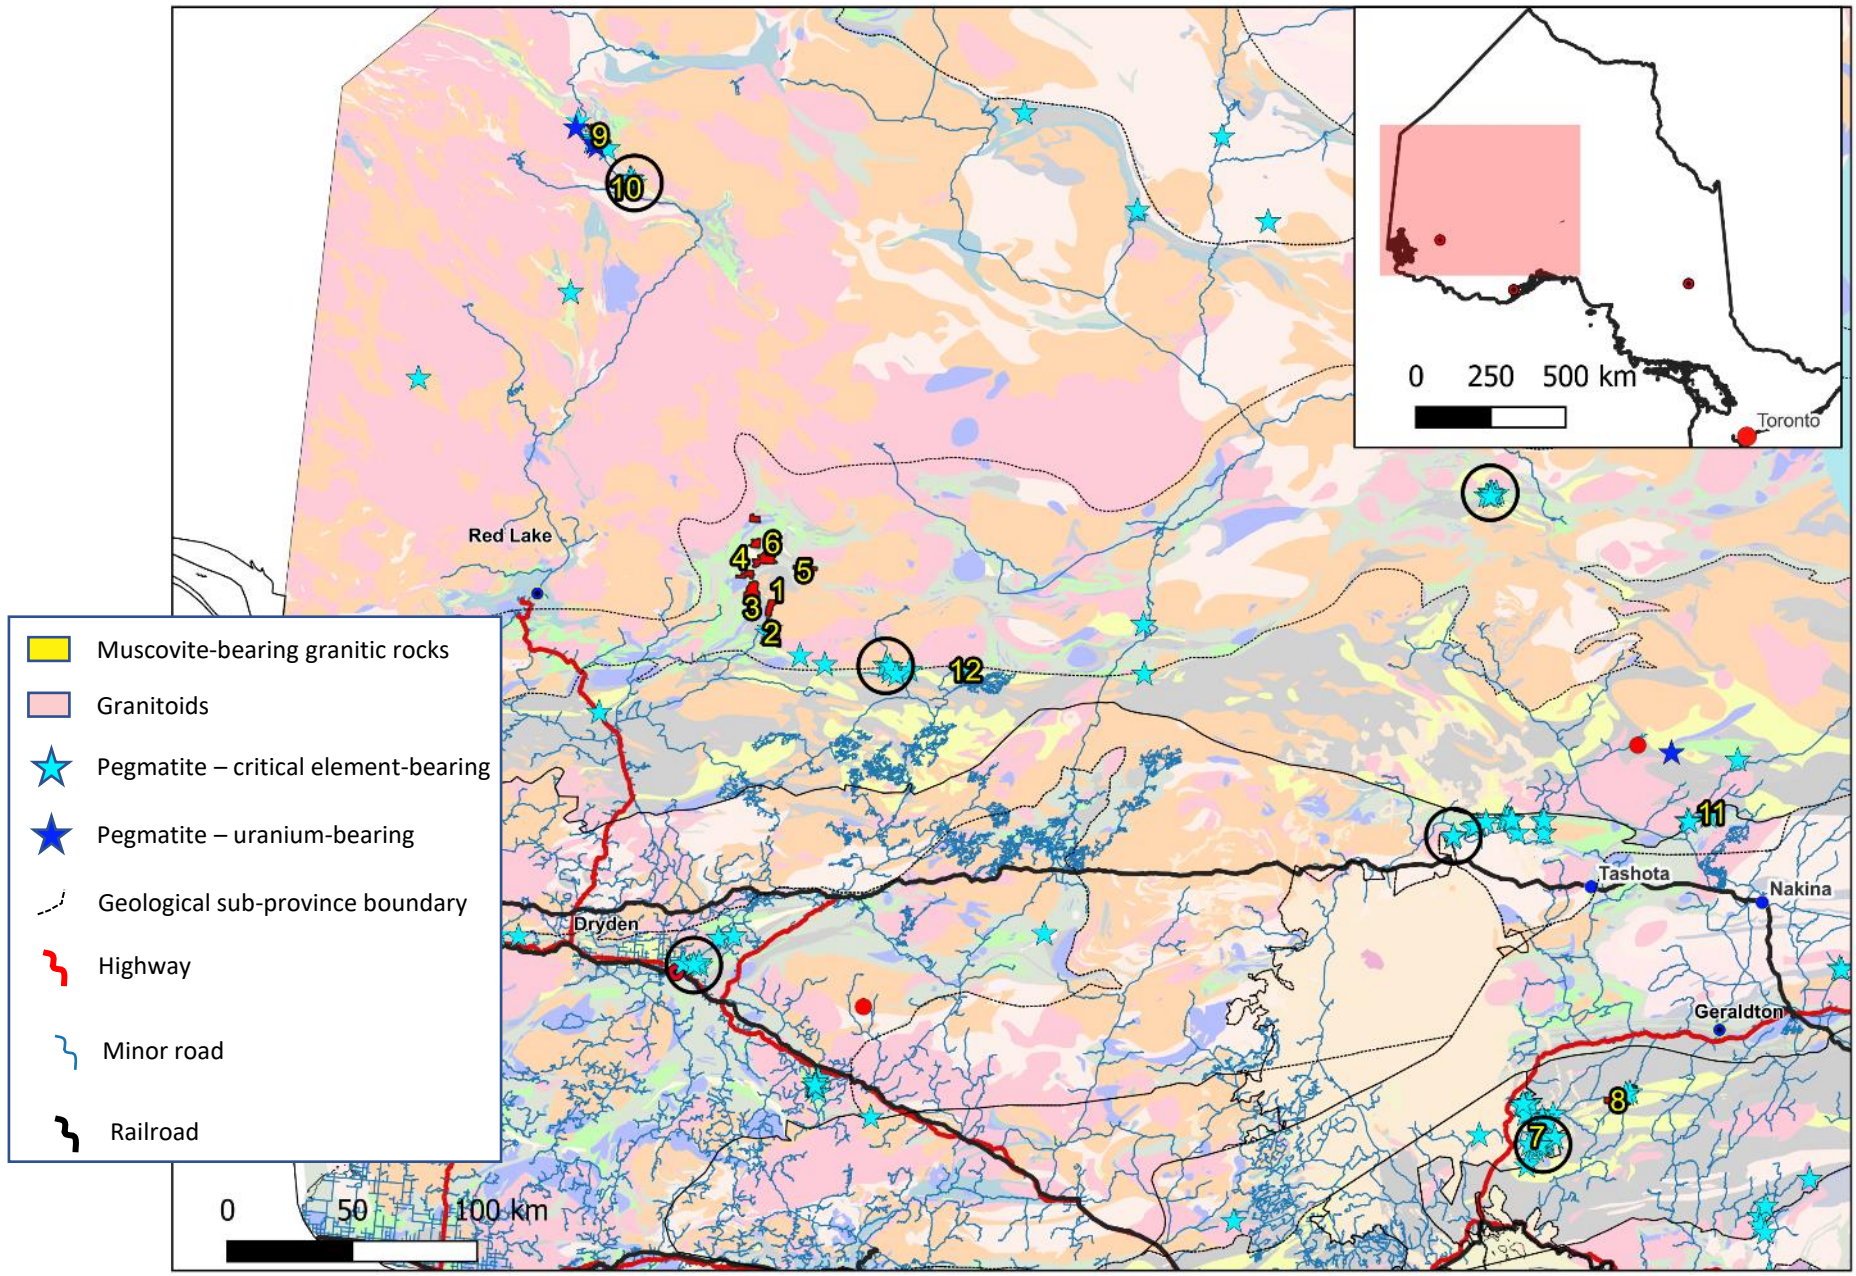 9
10
0 250 500 km
Toronto
Red Lake
6
4
5
1
3
2
12
Muscovite-bearing granitic rocks
Granitoids
Pegmatite – critical element-bearing
Pegmatite – uranium-bearing
Geological sub-province boundary
Highway
Minor road
Railroad
11
Tashota
Nakina
Dryden
Geraldton
8
7
0 50 100 km